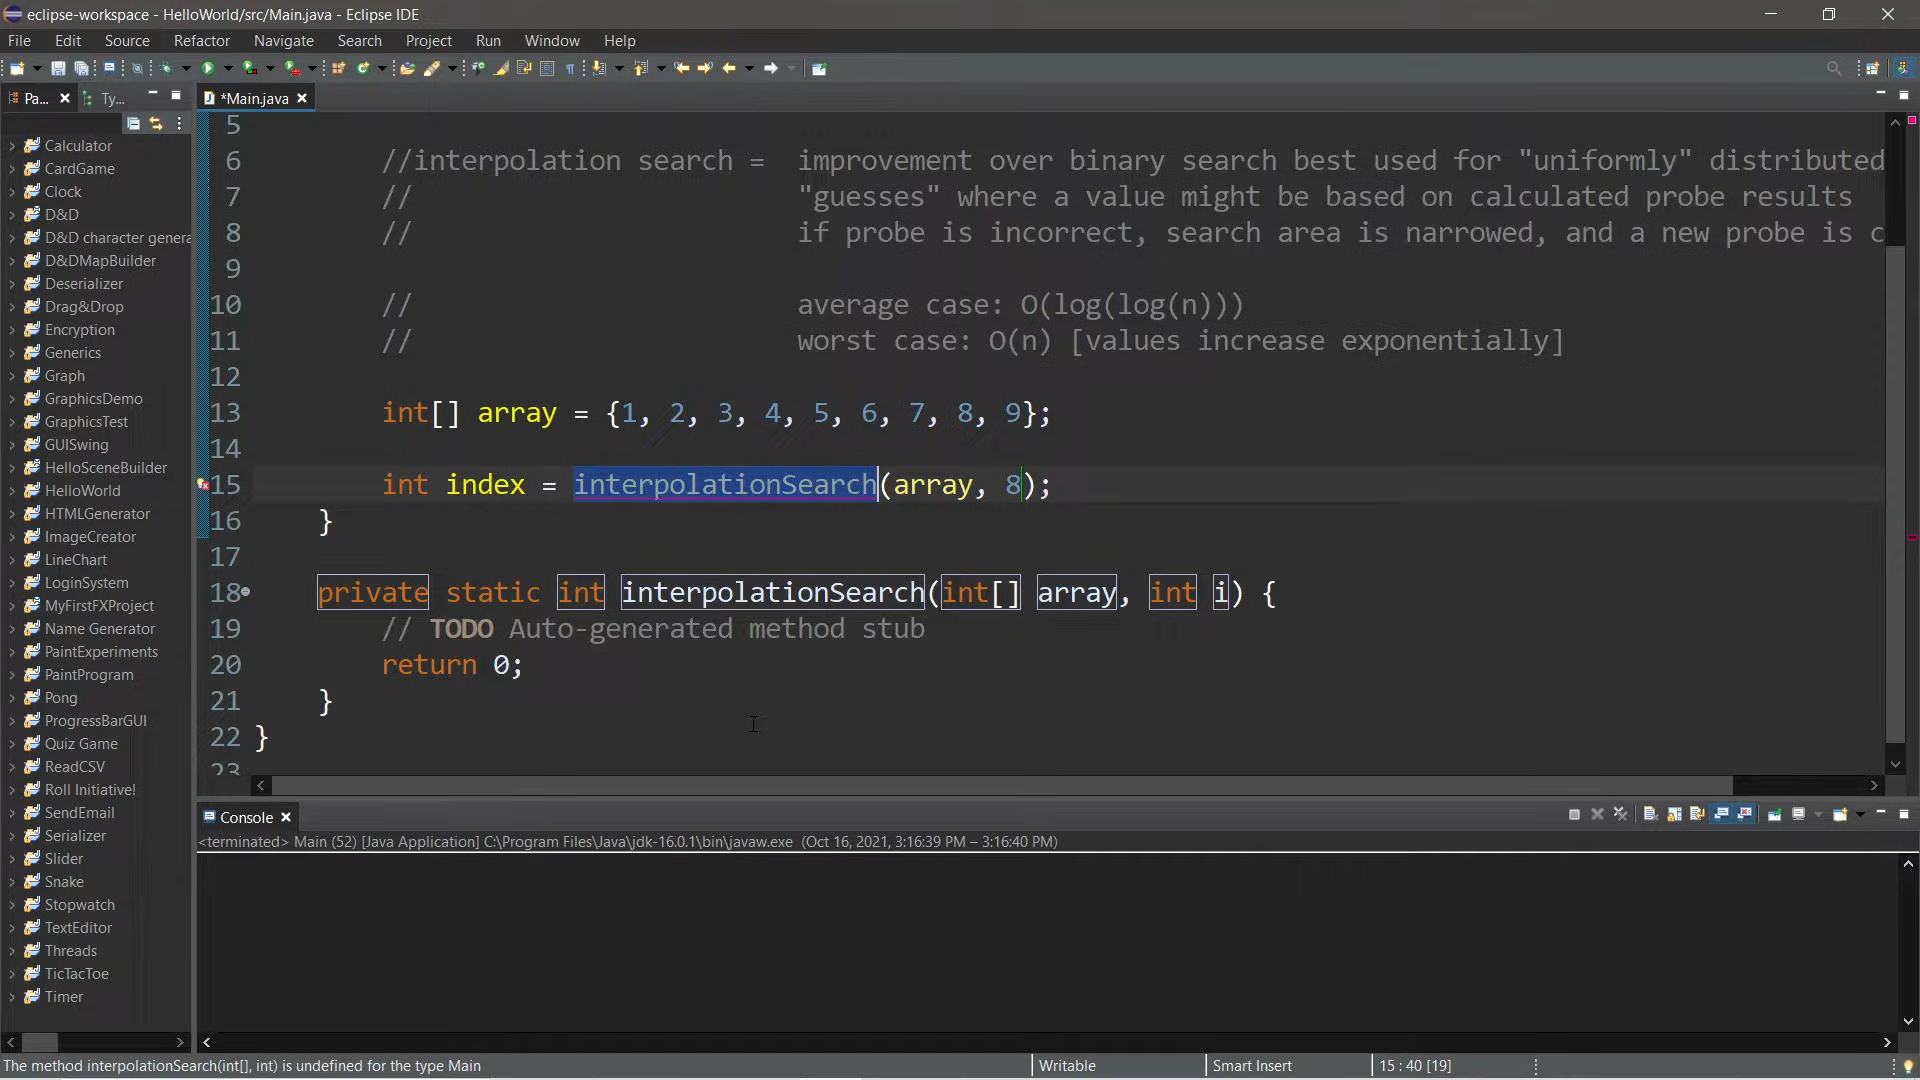 eclipse-workspace - HelloWorld/src/Main.java - Eclipse IDE
File Edit Source Refactor Navigate Search Project Run Window Help
Pa... Ty...
*Main.java
Calculator
CardGame
Clock
D&D
D&D character genera
D&DMapBuilder
Deserializer
Drag&Drop
Encryption
Generics
Graph
GraphicsDemo
GraphicsTest
GUISwing
HelloSceneBuilder
HelloWorld
HTMLGenerator
ImageCreator
LineChart
LoginSystem
MyFirstFXProject
Name Generator
PaintExperiments
PaintProgram
Pong
ProgressBarGUI
Quiz Game
ReadCSV
Roll Initiative!
SendEmail
Serializer
Slider
Snake
Stopwatch
TextEditor
Threads
TicTacToe
Timer
5
6 //interpolation search = improvement over binary search best used for "uniformly" distributed
7 // "guesses" where a value might be based on calculated probe results
8 // if probe is incorrect, search area is narrowed, and a new probe is c
9
10 // average case: O(log(log(n)))
11 // worst case: O(n) [values increase exponentially]
12
13 int[] array = {1, 2, 3, 4, 5, 6, 7, 8, 9};
14
15 int index = interpolationSearch(array, 8);
16 }
17
18 private static int interpolationSearch(int[] array, int i) {
19 // TODO Auto-generated method stub
20 return 0;
21 }
22 }
23
Console
<terminated> Main (52) [Java Application] C:\Program Files\Java\jdk-16.0.1\bin\javaw.exe (Oct 16, 2021, 3:16:39 PM – 3:16:40 PM)
The method interpolationSearch(int[], int) is undefined for the type Main
Writable
Smart Insert
15 : 40 [19]